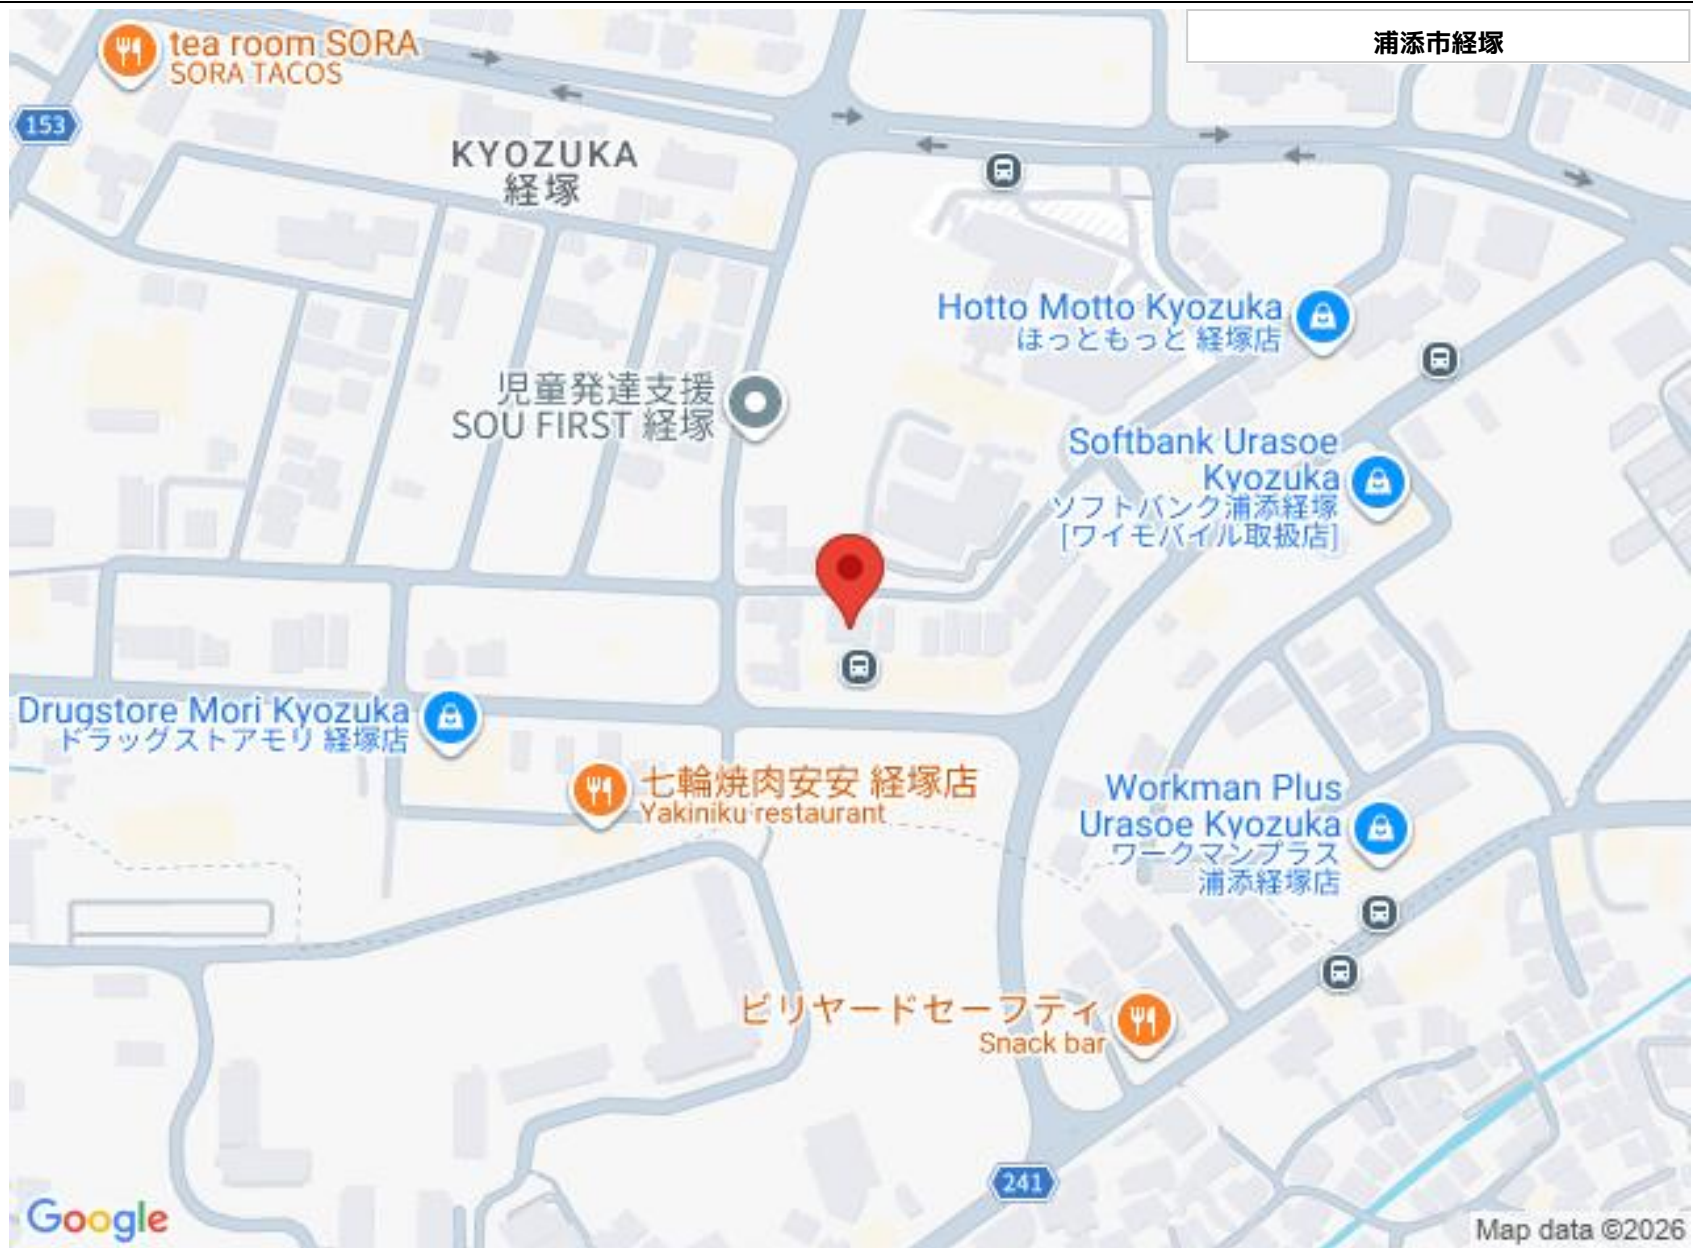 浦添市経塚
tea room SORA
SORA TACOS
153
KYOZUKA
経塚
Hotto Motto Kyozuka
ほっともっと 経塚店
児童発達支援
SOU FIRST 経塚
Softbank Urasoe
Kyozuka
ソフトバンク浦添経塚
[ワイモバイル取扱店]
Drugstore Mori Kyozuka
ドラッグストアモリ 経塚店
七輪焼肉安安 経塚店
Yakiniku restaurant
Workman Plus
Urasoe Kyozuka
ワークマンプラス
浦添経塚店
ビリヤードセーフティ
Snack bar
241
Google
Map data ©2026